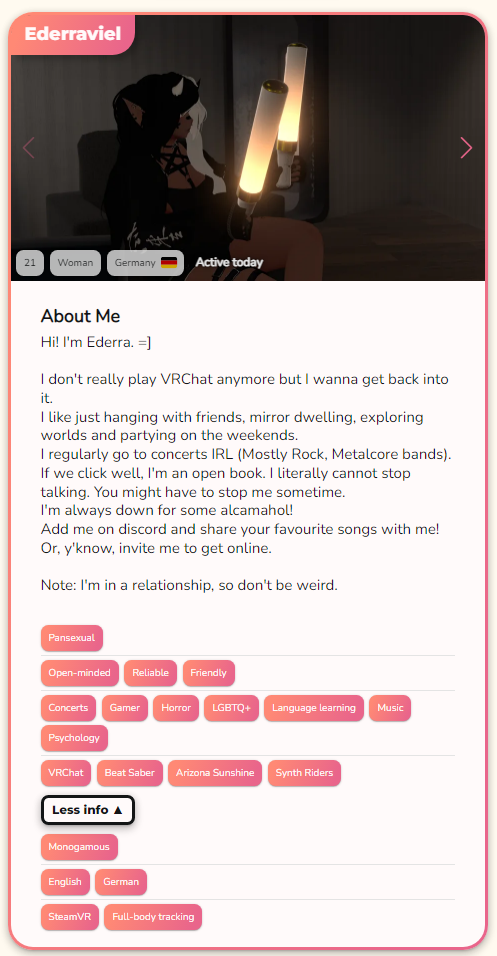 Ederraviel
21
Woman
Germany
Active today
About Me
Hi! I'm Ederra. =]
I don't really play VRChat anymore but I wanna get back into
it.
I like just hanging with friends, mirror dwelling, exploring
worlds and partying on the weekends.
I regularly go to concerts IRL (Mostly Rock, Metalcore bands).
If we click well, I'm an open book. I literally cannot stop
talking. You might have to stop me sometime.
I'm always down for some alcamahol!
Add me on discord and share your favourite songs with me!
Or, y'know, invite me to get online.
Note: I'm in a relationship, so don't be weird.
Pansexual
Open-minded Reliable Friendly
Concerts Gamer Horror LGBTQ+ Language learning Music
Psychology
VRChat Beat Saber Arizona Sunshine Synth Riders
Less info ▲
Monogamous
English German
SteamVR Full-body tracking